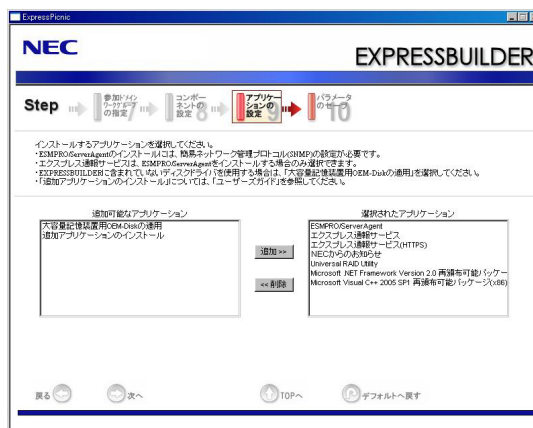 ExpressPicnic
NEC
EXPRESSBUILDER
Step
参加ドメイン ワークグループの指定 7
コンポーネントの設定 8
アプリケーションの設定 9
パラメータのセーブ 10
インストールするアプリケーションを選択してください。
・ESMPRO/ServerAgentのインストールには、簡易ネットワーク管理プロトコル(SNMP)の設定が必要です。
・エクスプレス通報サービスは、ESMPRO/ServerAgentをインストールする場合のみ選択できます。
・EXPRESSBUILDERに含まれていないディスクドライバを使用する場合は、「大容量記憶装置用OEM-Diskの適用」を選択してください。
・「追加アプリケーションのインストール」については、「ユーザーズガイド」を参照してください。
追加可能なアプリケーション
大容量記憶装置用OEM-Diskの適用
追加アプリケーションのインストール
追加 >>
<< 削除
選択されたアプリケーション
ESMPRO/ServerAgent
エクスプレス通報サービス
エクスプレス通報サービス(HTTPS)
NECからのお知らせ
Universal RAID Utility
Microsoft .NET Framework Version 2.0 再頒布可能パッケー
Microsoft Visual C++ 2005 SP1 再頒布可能パッケージ(x86)
戻る
次へ
TOPへ
デフォルトへ戻す